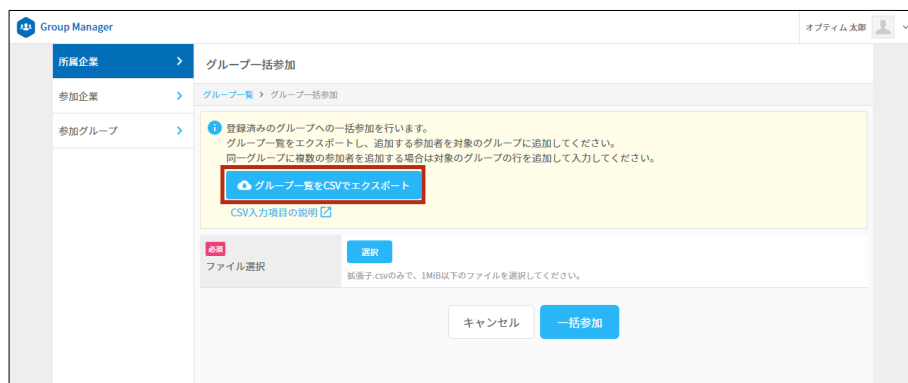 Group Manager
オプティム 太郎
所属企業
参加企業
参加グループ
グループ一括参加
グループ一覧 > グループ一括参加
登録済みのグループへの一括参加を行います。
グループ一覧をエクスポートし、追加する参加者を対象のグループに追加してください。
同一グループに複数の参加者を追加する場合は対象のグループの行を追加して入力してください。
グループ一覧をCSVでエクスポート
CSV入力項目の説明
必須
ファイル選択
選択
拡張子.csvのみで、1MiB以下のファイルを選択してください。
キャンセル
一括参加